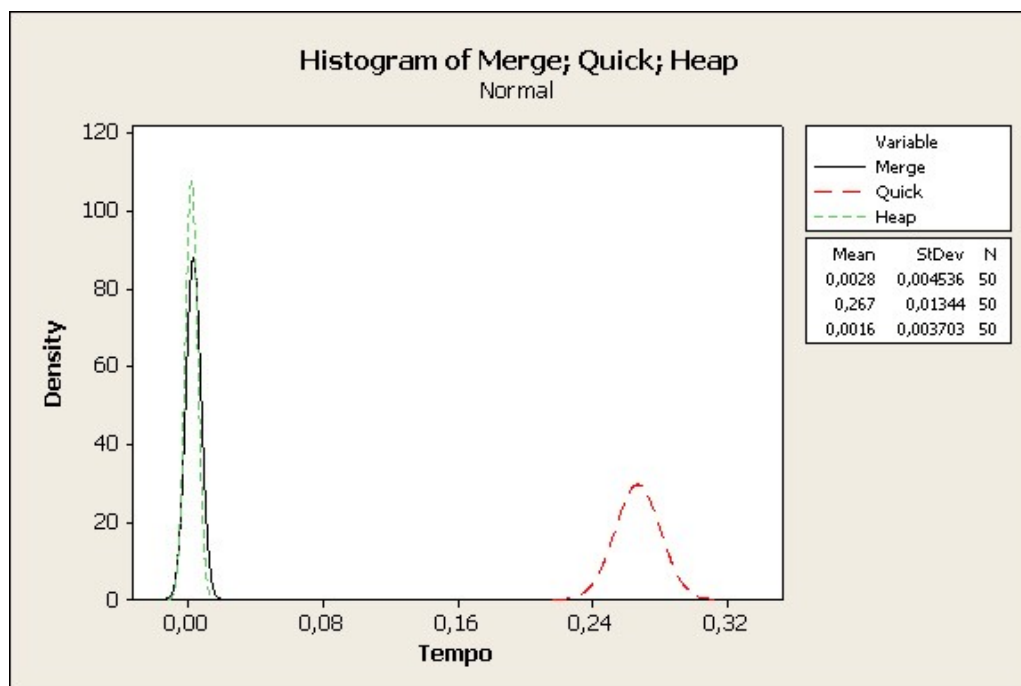 Histogram of Merge; Quick; Heap
Normal
120
100
80
60
40
20
0
Density
0,00 0,08 0,16 0,24 0,32
Tempo
Variable
Merge
Quick
Heap
Mean StDev N
0,0028 0,004536 50
0,267 0,01344 50
0,0016 0,003703 50